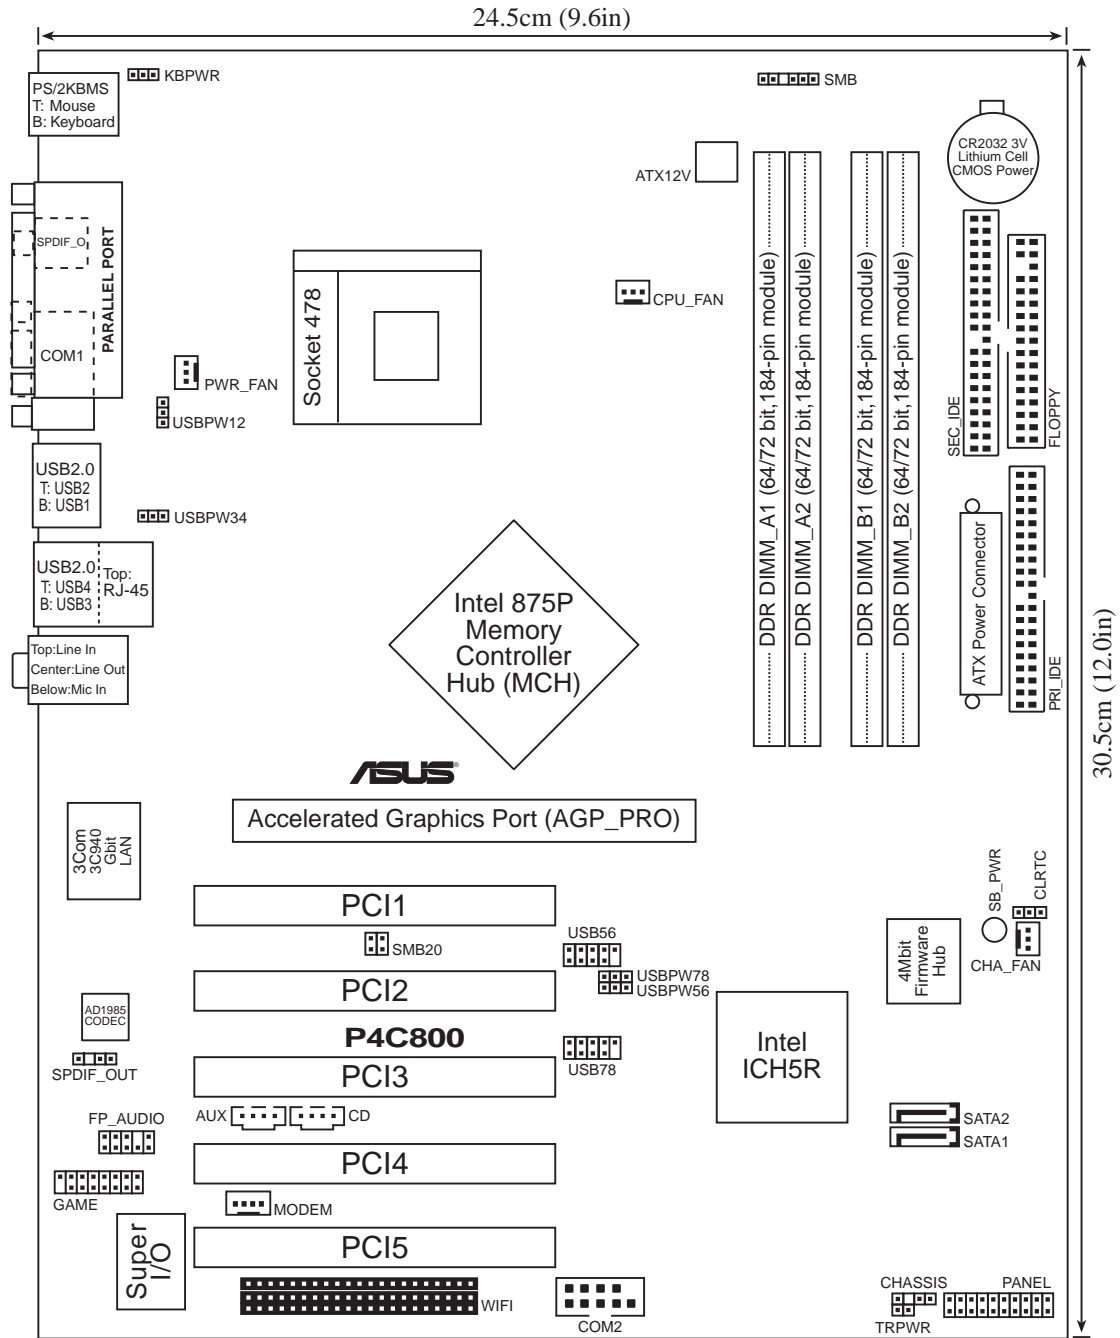 24.5cm (9.6in)
KBPWR
SMB
PS/2KBMS
T: Mouse
B: Keyboard
CR2032 3V
Lithium Cell
CMOS Power
ATX12V
SPDIF_O
PARALLEL PORT
COM1
CPU_FAN
Socket 478
PWR_FAN
USBPW12
DDR DIMM_A1 (64/72 bit,184-pin module)
DDR DIMM_A2 (64/72 bit,184-pin module)
DDR DIMM_B1 (64/72 bit,184-pin module)
DDR DIMM_B2 (64/72 bit,184-pin module)
SEC_IDE
FLOPPY
USB2.0
T: USB2
B: USB1
USBPW34
USB2.0
T: USB4
B: USB3
Top:
RJ-45
Intel 875P
Memory
Controller
Hub (MCH)
ATX Power Connector
PRI_IDE
30.5cm (12.0in)
Top:Line In
Center:Line Out
Below:Mic In
ASUS®
Accelerated Graphics Port (AGP_PRO)
3Com
3C940
Gbit
LAN
PCI1
SMB20
USB56
USBPW78
USBPW56
SB_PWR
CLRTC
CHA_FAN
4Mbit
Firmware
Hub
PCI2
AD1985
CODEC
P4C800
SPDIF_OUT
USB78
Intel
ICH5R
PCI3
AUX
CD
FP_AUDIO
SATA2
SATA1
PCI4
GAME
MODEM
Super
I/O
PCI5
WIFI
COM2
CHASSIS
PANEL
TRPWR